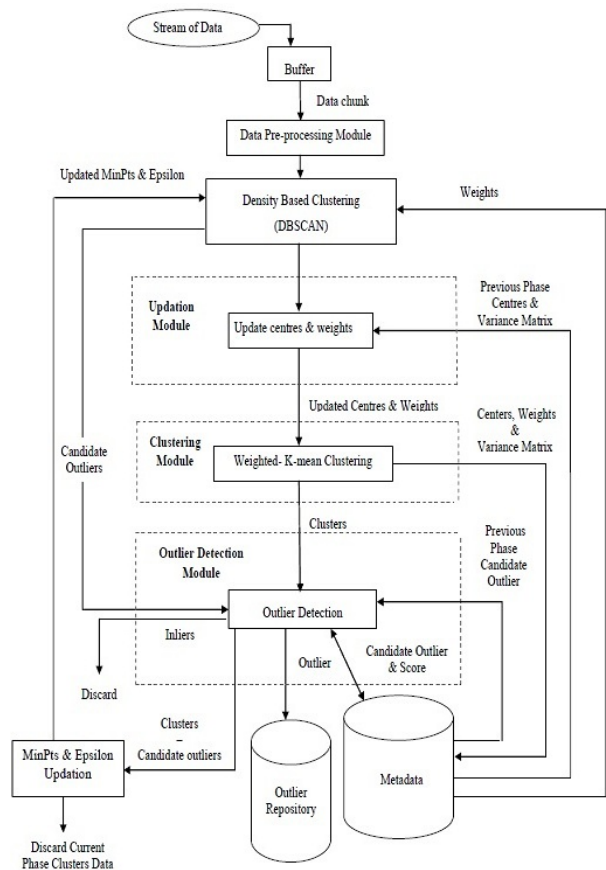 Stream of Data
Buffer
Data chunk
Data Pre-processing Module
Updated MinPts & Epsilon
Weights
Density Based Clustering
(DBSCAN)
Updation
Module
Previous Phase
Centres &
Variance Matrix
Update centres & weights
Updated Centres & Weights
Centers, Weights
&
Variance Matrix
Clustering
Module
Candidate
Outliers
Weighted- K-mean Clustering
Clusters
Previous
Phase
Candidate
Outlier
Outlier Detection
Module
Outlier Detection
Inliers
Outlier
Candidate Outlier
& Score
Discard
Clusters
–
Candidate outliers
MinPts & Epsilon
Updation
Outlier
Repository
Metadata
Discard Current
Phase Clusters Data